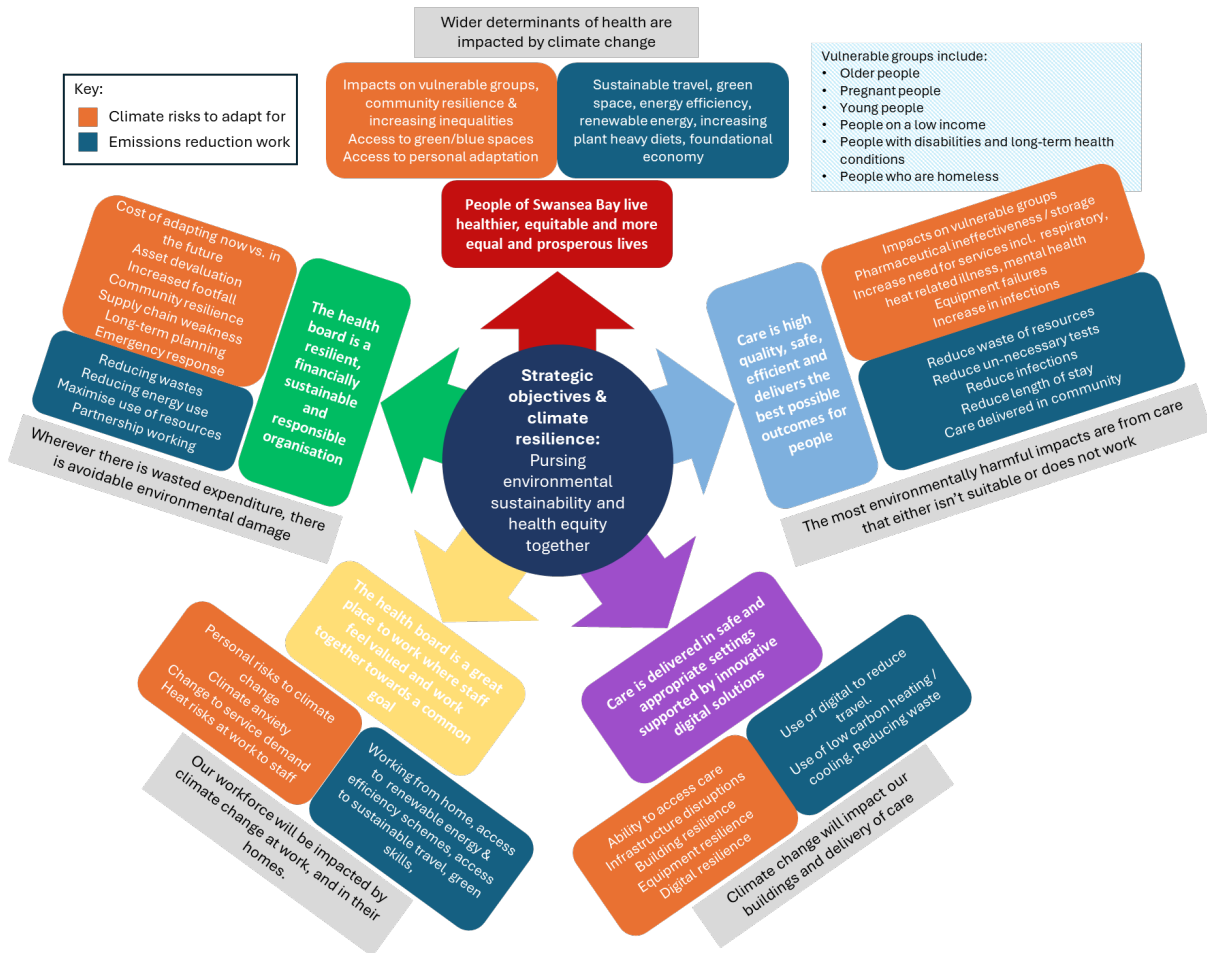 Wider determinants of health are
impacted by climate change
Key:
Climate risks to adapt for
Emissions reduction work
Impacts on vulnerable groups,
community resilience &
increasing inequalities
Access to green/blue spaces
Access to personal adaptation
Sustainable travel, green
space, energy efficiency,
renewable energy, increasing
plant heavy diets, foundational
economy
Vulnerable groups include:
• Older people
• Pregnant people
• Young people
• People on a low income
• People with disabilities and long-term health
conditions
• People who are homeless
People of Swansea Bay live
healthier, equitable and more
equal and prosperous lives
Cost of adapting now vs. in
the future
Asset devaluation
Increased footfall
Community resilience
Supply chain weakness
Long-term planning
Emergency response
Reducing wastes
Reducing energy use
Maximise use of resources
Partnership working
The health
board is a
resilient,
financially
sustainable
and
responsible
organisation
Wherever there is wasted expenditure, there
is avoidable environmental damage
Strategic
objectives &
climate
resilience:
Pursing
environmental
sustainability and
health equity
together
Care is high
quality, safe,
efficient and
delivers the
best possible
outcomes for
people
Impacts on vulnerable groups
Pharmaceutical ineffectiveness / storage
Increase need for services incl. respiratory,
heat related illness, mental health
Equipment failures
Increase in infections
Reduce waste of resources
Reduce un-necessary tests
Reduce infections
Reduce length of stay
Care delivered in community
The most environmentally harmful impacts are from care
that either isn't suitable or does not work
The health board is a great
place to work where staff
feel valued and work
together towards a common
goal
Personal risks to climate
change
Climate anxiety
Change to service demand
Heat risks at work to staff
Working from home, access
to renewable energy &
efficiency schemes, access
to sustainable travel, green
skills,
Our workforce will be impacted by
climate change at work, and in their
homes.
Care is delivered in safe and
appropriate settings
supported by innovative
digital solutions
Use of digital to reduce
travel.
Use of low carbon heating /
cooling. Reducing waste
Ability to access care
Infrastructure disruptions
Building resilience
Equipment resilience
Digital resilience
Climate change will impact our
buildings and delivery of care